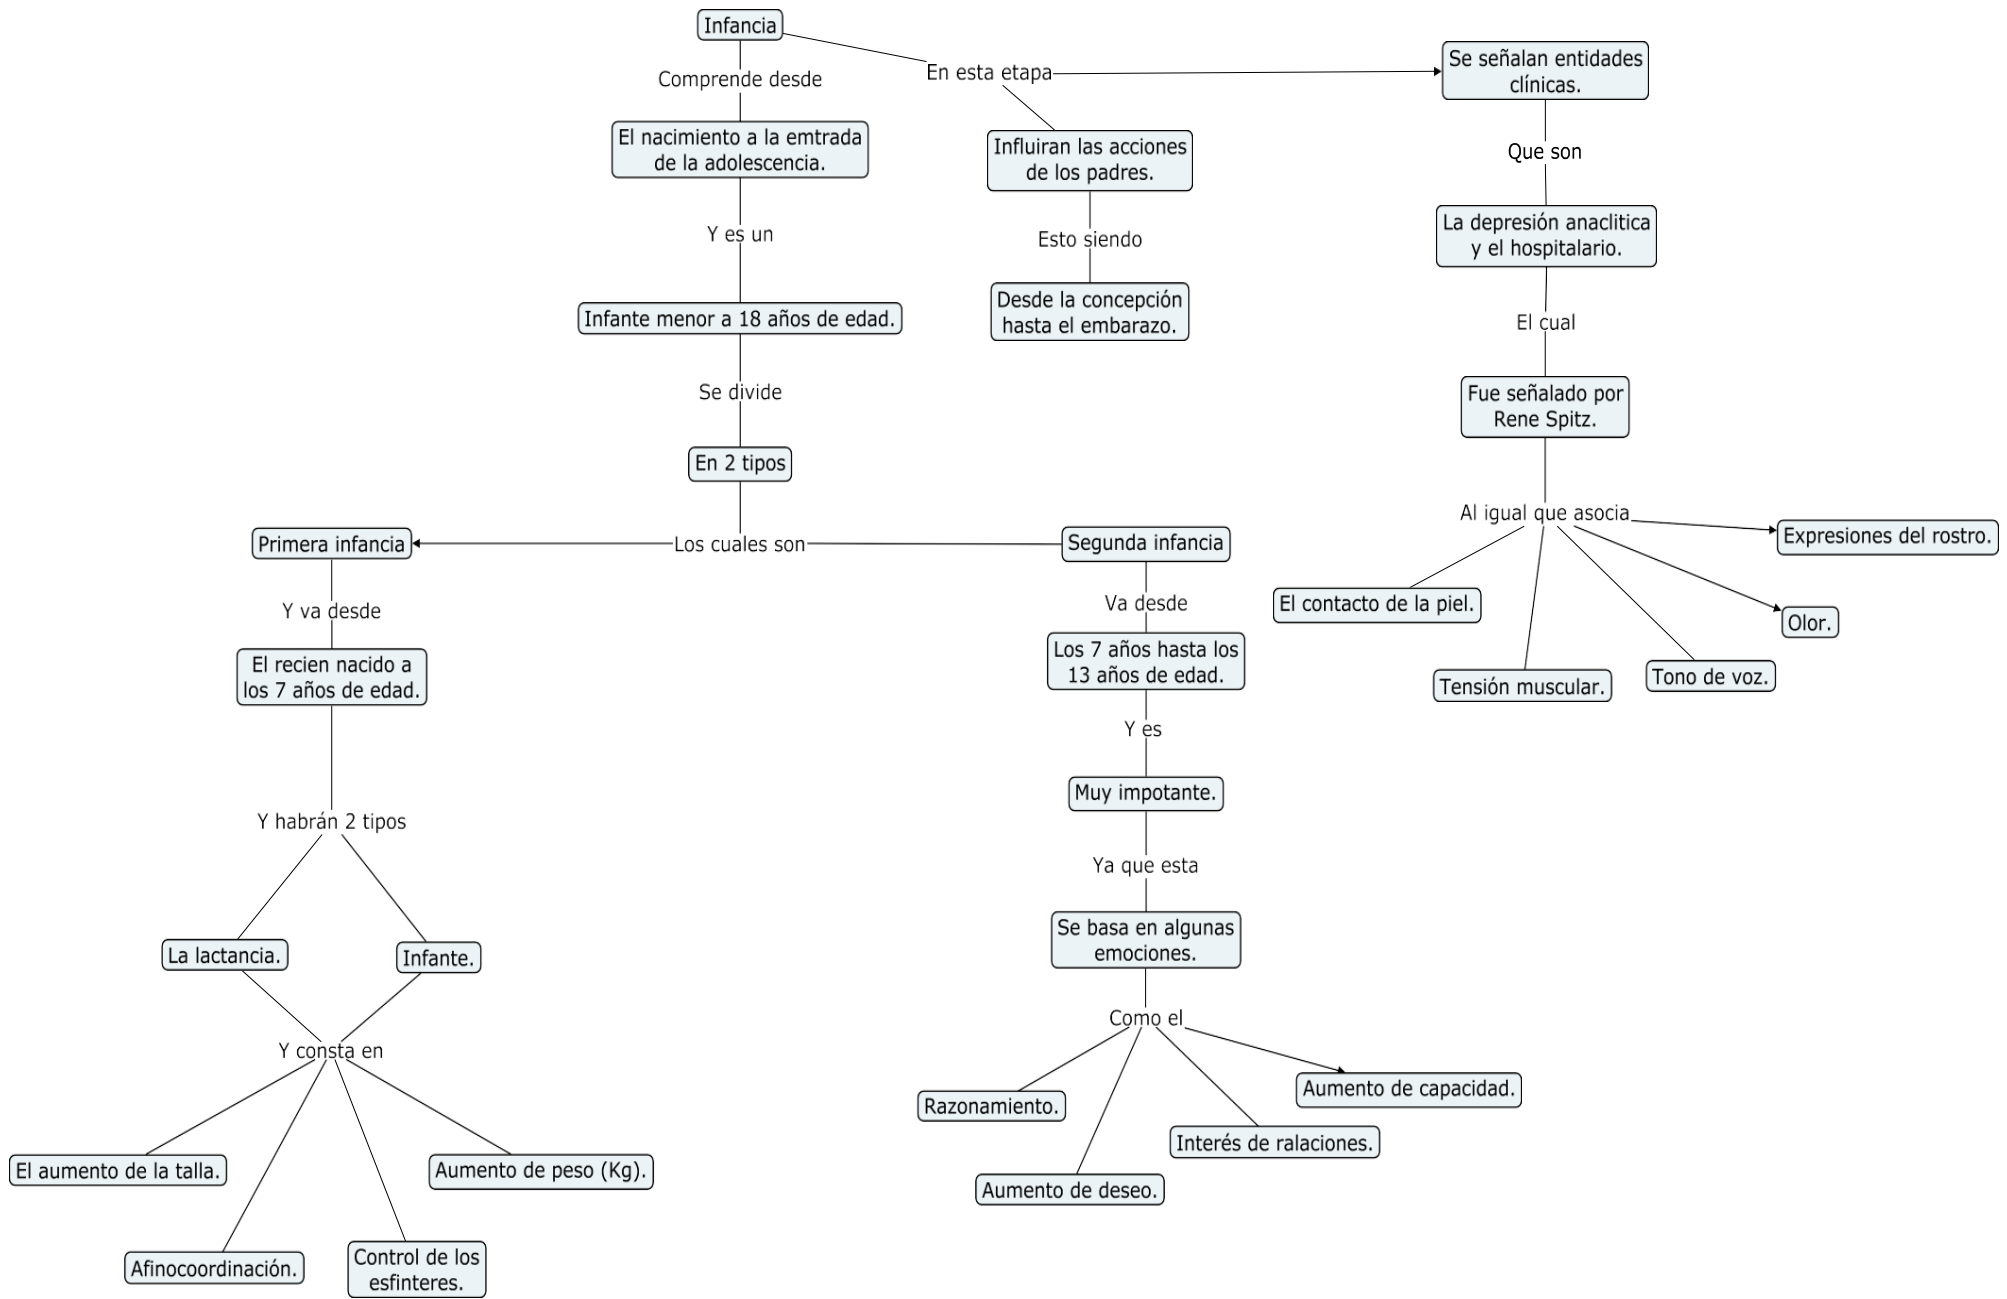 Infancia
Comprende desde
El nacimiento a la emtrada
de la adolescencia.
Y es un
Infante menor a 18 años de edad.
Se divide
En 2 tipos
Los cuales son
Primera infancia
Y va desde
El recien nacido a
los 7 años de edad.
Y habrán 2 tipos
La lactancia.
Infante.
Y consta en
El aumento de la talla.
Afinocoordinación.
Control de los
esfinteres.
Aumento de peso (Kg).
Segunda infancia
Va desde
Los 7 años hasta los
13 años de edad.
Y es
Muy impotante.
Ya que esta
Se basa en algunas
emociones.
Como el
Razonamiento.
Aumento de deseo.
Interés de ralaciones.
Aumento de capacidad.
En esta etapa
Influiran las acciones
de los padres.
Esto siendo
Desde la concepción
hasta el embarazo.
Se señalan entidades
clínicas.
Que son
La depresión anaclitica
y el hospitalario.
El cual
Fue señalado por
Rene Spitz.
Al igual que asocia
El contacto de la piel.
Tensión muscular.
Tono de voz.
Olor.
Expresiones del rostro.